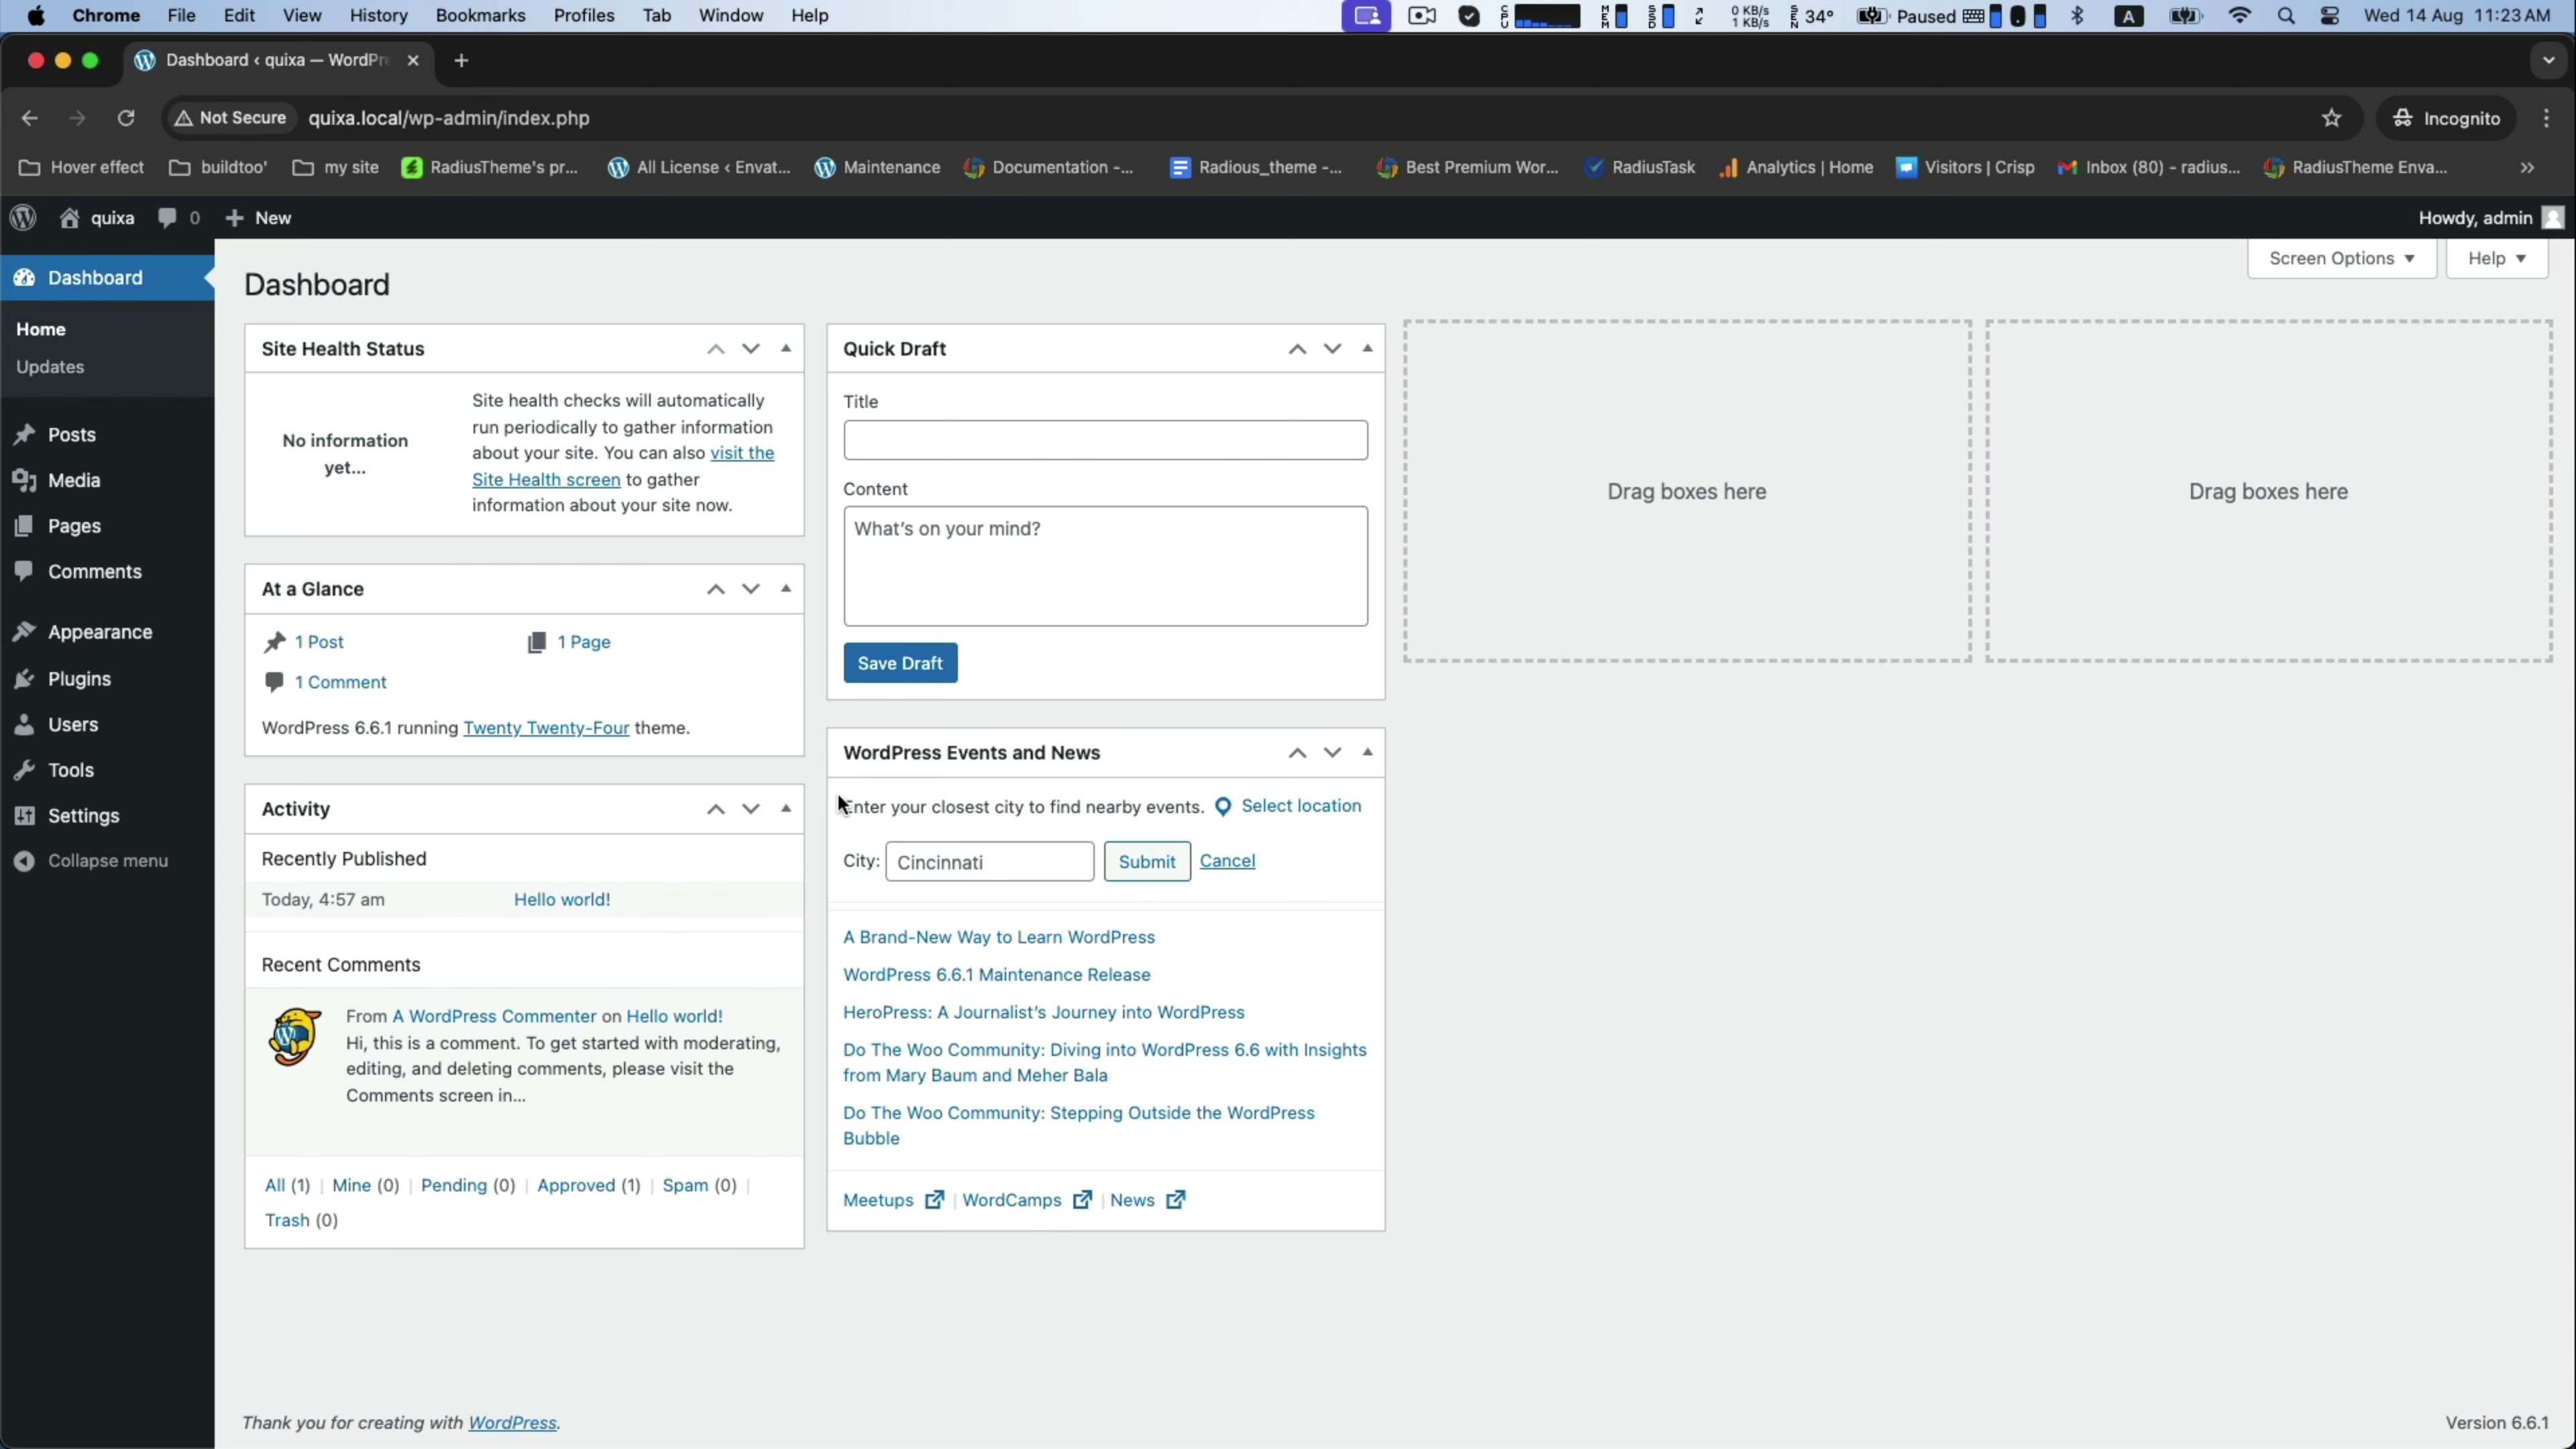 Chrome File Edit View History Bookmarks Profiles Tab Window Help
CPU MEM SSD 0 KB/s 1 KB/s SEN 34° Paused A Wed 14 Aug 11:23 AM
Dashboard ‹ quixa — WordPre
Not Secure quixa.local/wp-admin/index.php Incognito
Hover effect buildtoo' my site RadiusTheme's pr... All License ‹ Envat... Maintenance Documentation -... Radious_theme -... Best Premium Wor... RadiusTask Analytics | Home Visitors | Crisp Inbox (80) - radius... RadiusTheme Enva... »
quixa 0 + New Howdy, admin
Dashboard
Home
Updates
Posts
Media
Pages
Comments
Appearance
Plugins
Users
Tools
Settings
Collapse menu
Screen Options Help
Dashboard
Site Health Status
No information
yet...
Site health checks will automatically
run periodically to gather information
about your site. You can also visit the
Site Health screen to gather
information about your site now.
At a Glance
1 Post 1 Page
1 Comment
WordPress 6.6.1 running Twenty Twenty-Four theme.
Activity
Recently Published
Today, 4:57 am Hello world!
Recent Comments
From A WordPress Commenter on Hello world!
Hi, this is a comment. To get started with moderating,
editing, and deleting comments, please visit the
Comments screen in...
All (1) | Mine (0) | Pending (0) | Approved (1) | Spam (0) |
Trash (0)
Quick Draft
Title
Content
What's on your mind?
Save Draft
WordPress Events and News
Enter your closest city to find nearby events. Select location
City: Cincinnati Submit Cancel
A Brand-New Way to Learn WordPress
WordPress 6.6.1 Maintenance Release
HeroPress: A Journalist's Journey into WordPress
Do The Woo Community: Diving into WordPress 6.6 with Insights
from Mary Baum and Meher Bala
Do The Woo Community: Stepping Outside the WordPress
Bubble
Meetups | WordCamps | News
Drag boxes here
Drag boxes here
Thank you for creating with WordPress.
Version 6.6.1